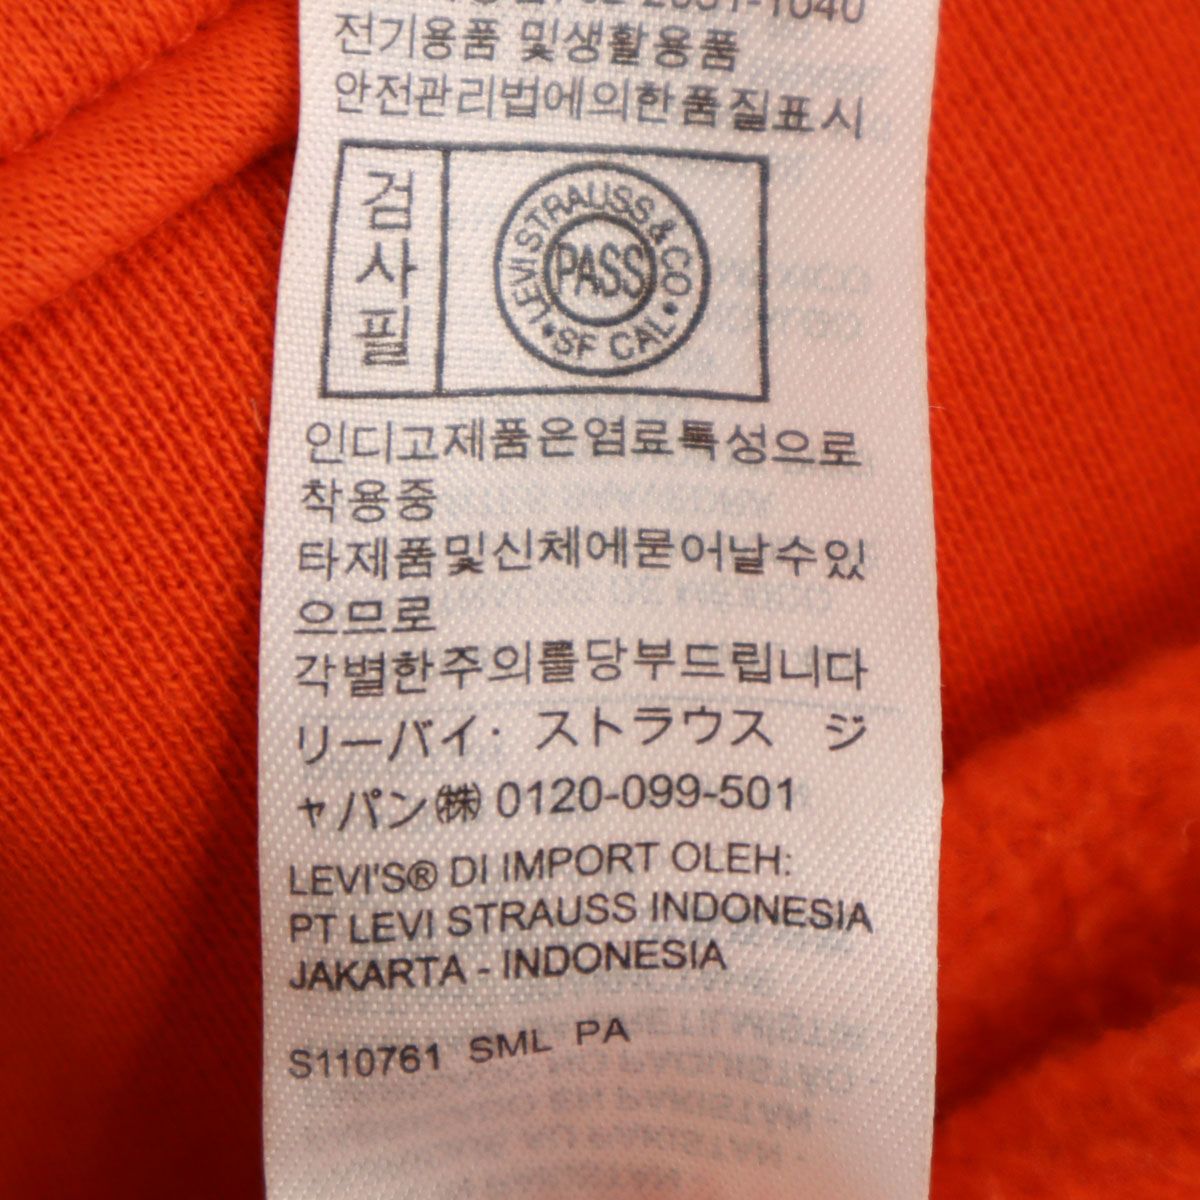 2051-1040
전기용품 및생활용품
안전관리법에의한품질표시
검사필
LEVI STRAUSS & CO
PASS
SF CAL
인디고제품은염료특성으로
착용중
타제품및신체에묻어날수있
으므로
각별한주의를당부드립니다
リーバイ・ストラウス ジ
ャパン㈱ 0120-099-501
LEVI'S® DI IMPORT OLEH:
PT LEVI STRAUSS INDONESIA
JAKARTA - INDONESIA
S110761 SML PA